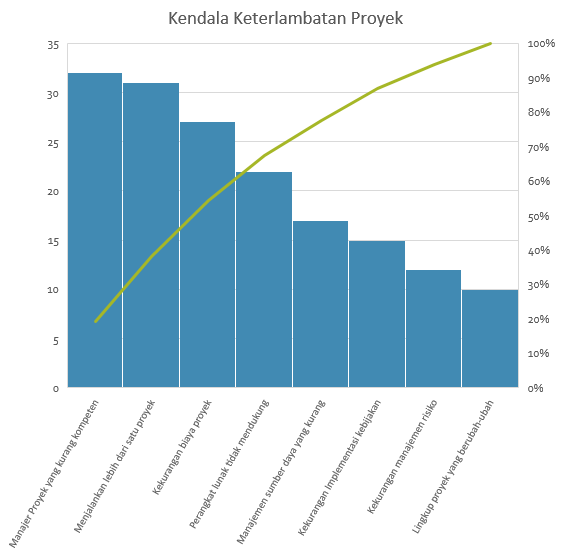 Kendala Keterlambatan Proyek
35
30
25
20
15
10
5
0
100%
90%
80%
70%
60%
50%
40%
30%
20%
10%
0%
Manajer Proyek yang kurang kompeten
Menjalankan lebih dari satu proyek
Kekurangan biaya proyek
Perangkat lunak tidak mendukung
Manajemen sumber daya yang kurang
Kekurangan Implementasi kebijakan
Kekurangan manajemen risiko
Lingkup proyek yang berubah-ubah